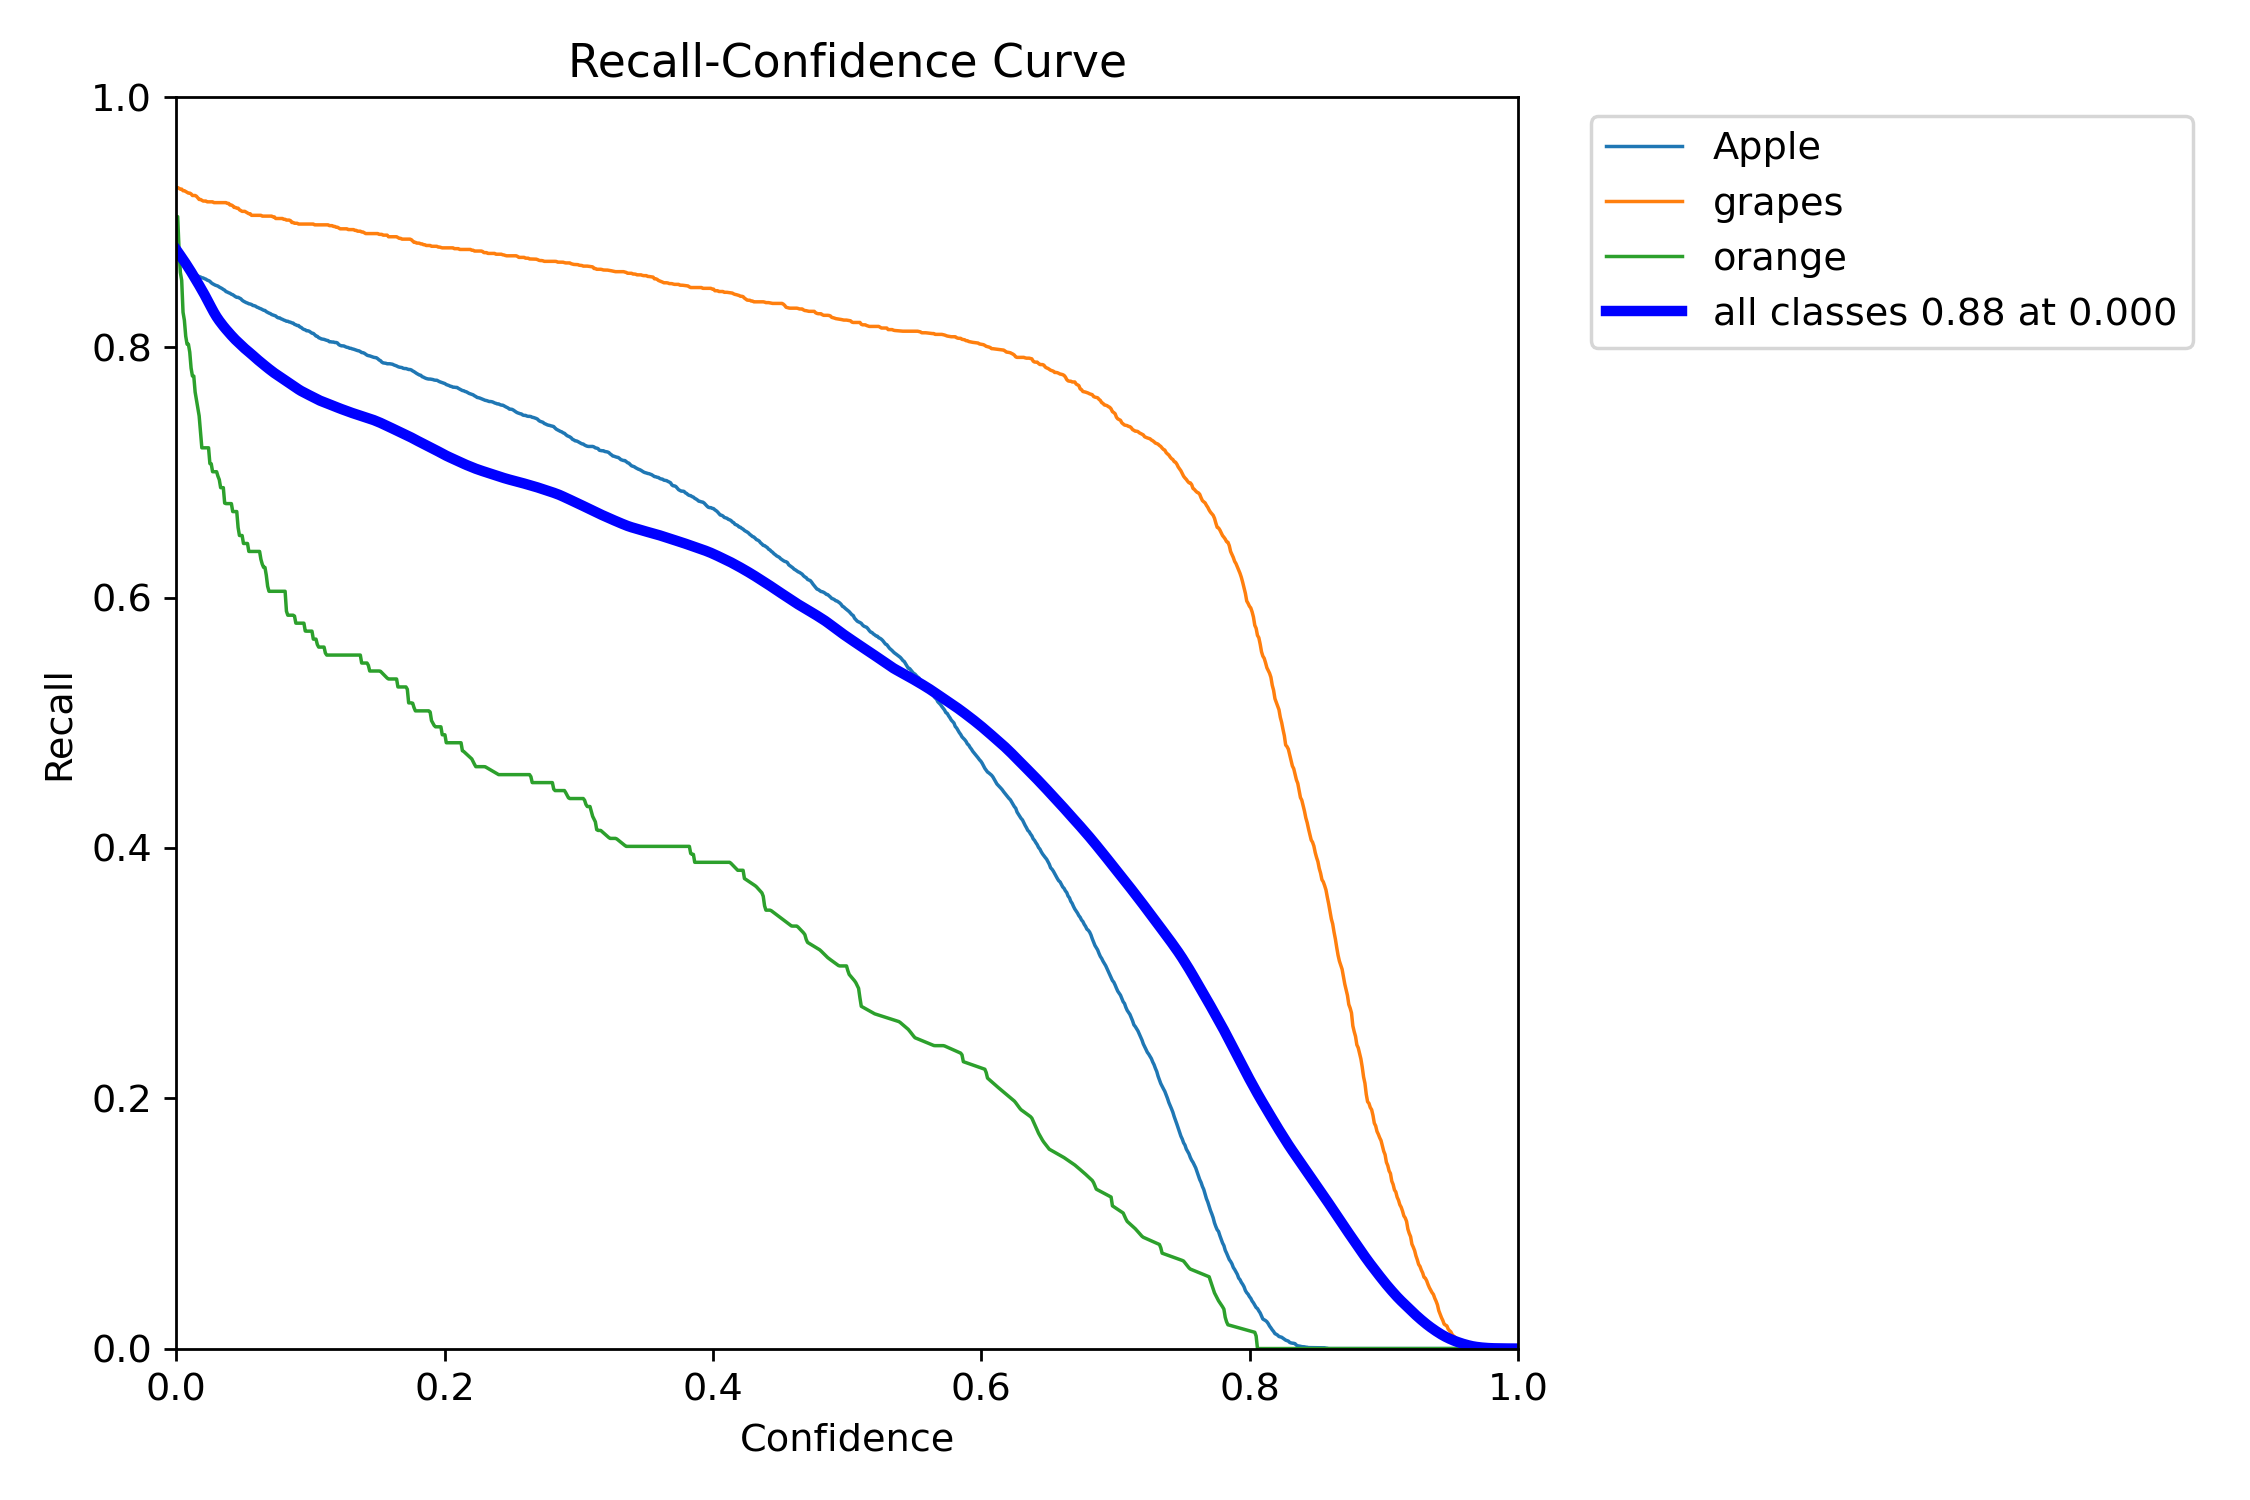 Recall-Confidence Curve
1.0
0.8
0.6
0.4
0.2
0.0
Recall
0.0 0.2 0.4 0.6 0.8 1.0
Confidence
Apple
grapes
orange
all classes 0.88 at 0.000